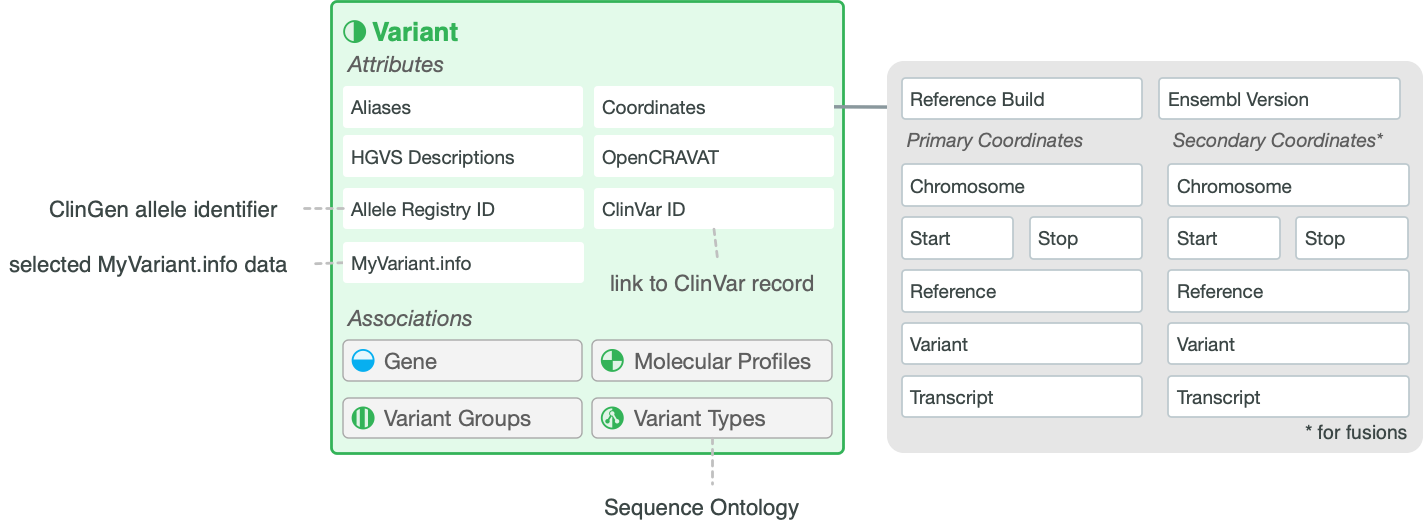 Variant
Attributes
Aliases
Coordinates
HGVS Descriptions
OpenCRAVAT
ClinGen allele identifier
Allele Registry ID
ClinVar ID
selected MyVariant.info data
MyVariant.info
link to ClinVar record
Associations
Gene
Molecular Profiles
Variant Groups
Variant Types
Sequence Ontology
Reference Build
Ensembl Version
Primary Coordinates
Secondary Coordinates*
Chromosome
Chromosome
Start
Stop
Start
Stop
Reference
Reference
Variant
Variant
Transcript
Transcript
* for fusions